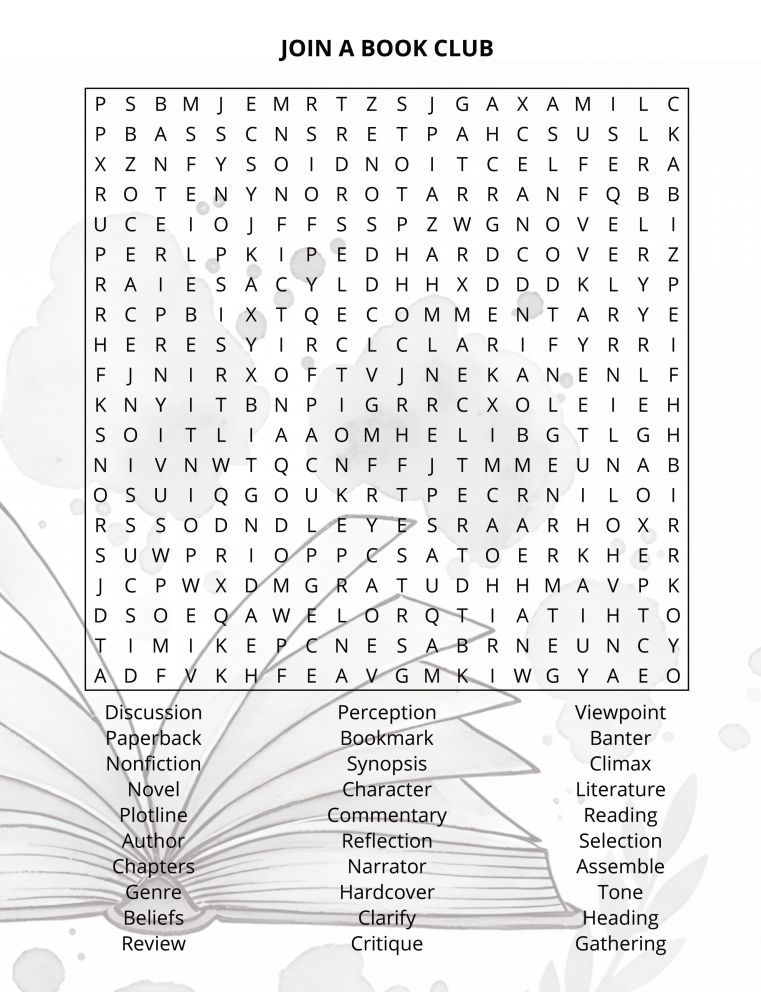 JOIN A BOOK CLUB
P S B M J E M R T Z S J G A X A M I L C
P B A S S C N S R E T P A H C S U S L K
X Z N F Y S O I D N O I T C E L F E R A
R O T E N Y N O R O T A R R A N F Q B B
U C E I O J F F S S P Z W G N O V E L I
P E R L P K I P E D H A R D C O V E R Z
R A I E S A C Y L D H H X D D D K L Y P
R C P B I X T Q E C O M M E N T A R Y E
H E R E S Y I R C L C L A R I F Y R R I
F J N I R X O F T V J N E K A N E N L F
K N Y I T B N P I G R R C X O L E I E H
S O I T L I A A O M H E L I B G T L G H
N I V N W T Q C N F F J T M M E U N A B
O S U I Q G O U K R T P E C R N I L O I
R S S O D N D L E Y E S R A A R H O X R
S U W P R I O P P C S A T O E R K H E R
J C P W X D M G R A T U D H H M A V P K
D S O E Q A W E L O R Q T I A T I H T O
T I M I K E P C N E S A B R N E U N C Y
A D F V K H F E A V G M K I W G Y A E O
Discussion Perception Viewpoint
Paperback Bookmark Banter
Nonfiction Synopsis Climax
Novel Character Literature
Plotline Commentary Reading
Author Reflection Selection
Chapters Narrator Assemble
Genre Hardcover Tone
Beliefs Clarify Heading
Review Critique Gathering